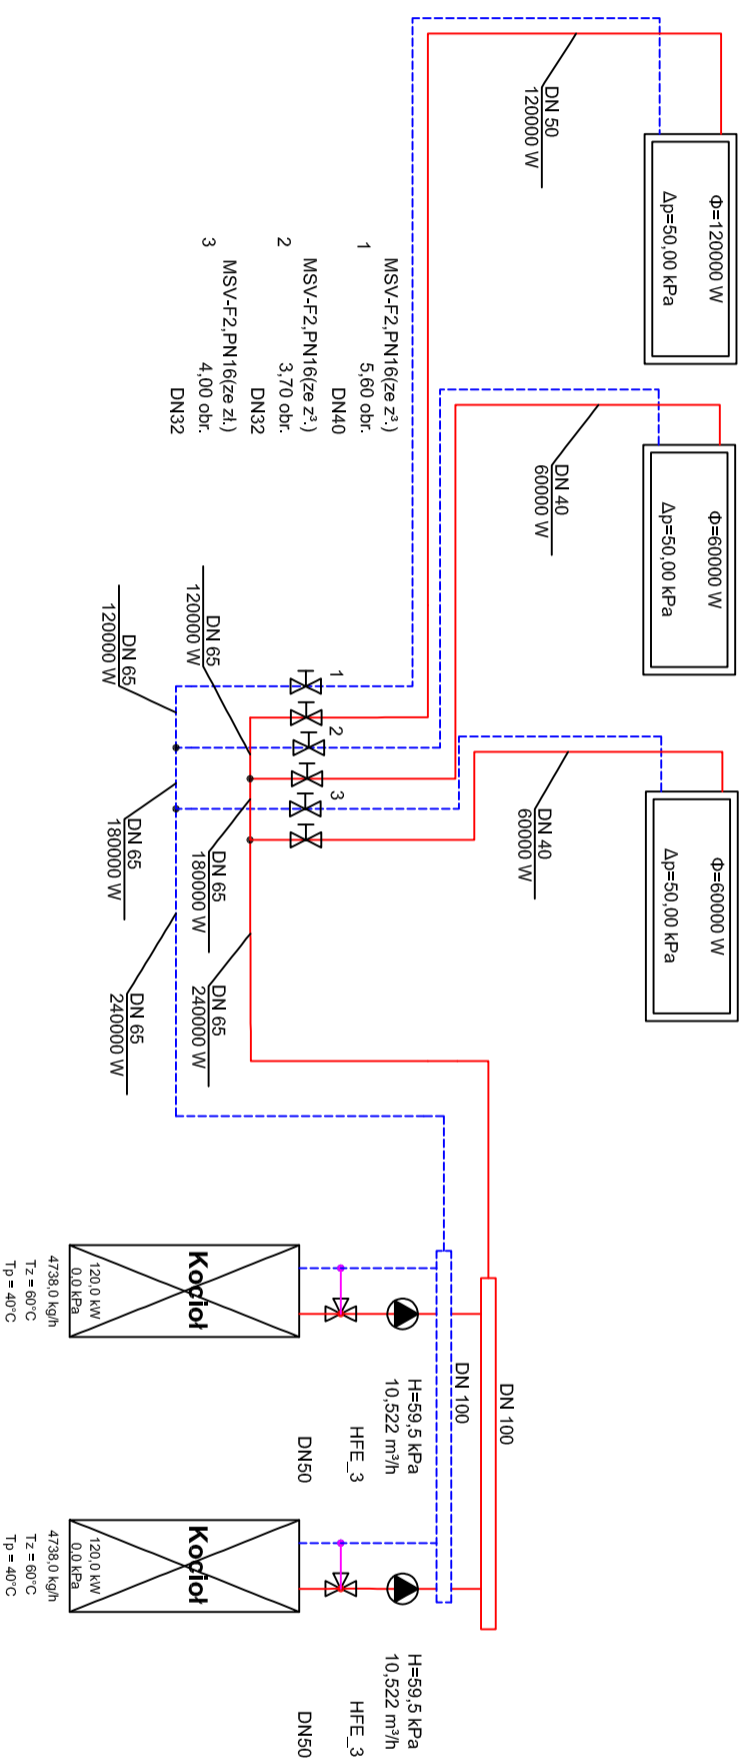 Φ=120000 W
Δp=50,00 kPa
DN 50
120000 W
Φ=60000 W
Δp=50,00 kPa
DN 40
60000 W
Φ=60000 W
Δp=50,00 kPa
DN 40
60000 W
MSV-F2,PN16(ze z³.)
1
5,60 obr.
DN40
MSV-F2,PN16(ze z³.)
2
3,70 obr.
DN32
MSV-F2,PN16(ze zł.)
3
4,00 obr.
DN32
1
2
3
DN 65
120000 W
DN 65
120000 W
DN 65
180000 W
DN 65
180000 W
DN 65
240000 W
DN 65
240000 W
DN 100
DN 100
H=59,5 kPa
10,522 m³/h
HFE_3
DN50
Kocioł
120,0 kW
0,0 kPa
4738,0 kg/h
Tz = 60°C
Tp = 40°C
H=59,5 kPa
10,522 m³/h
HFE_3
DN50
Kocioł
120,0 kW
0,0 kPa
4738,0 kg/h
Tz = 60°C
Tp = 40°C